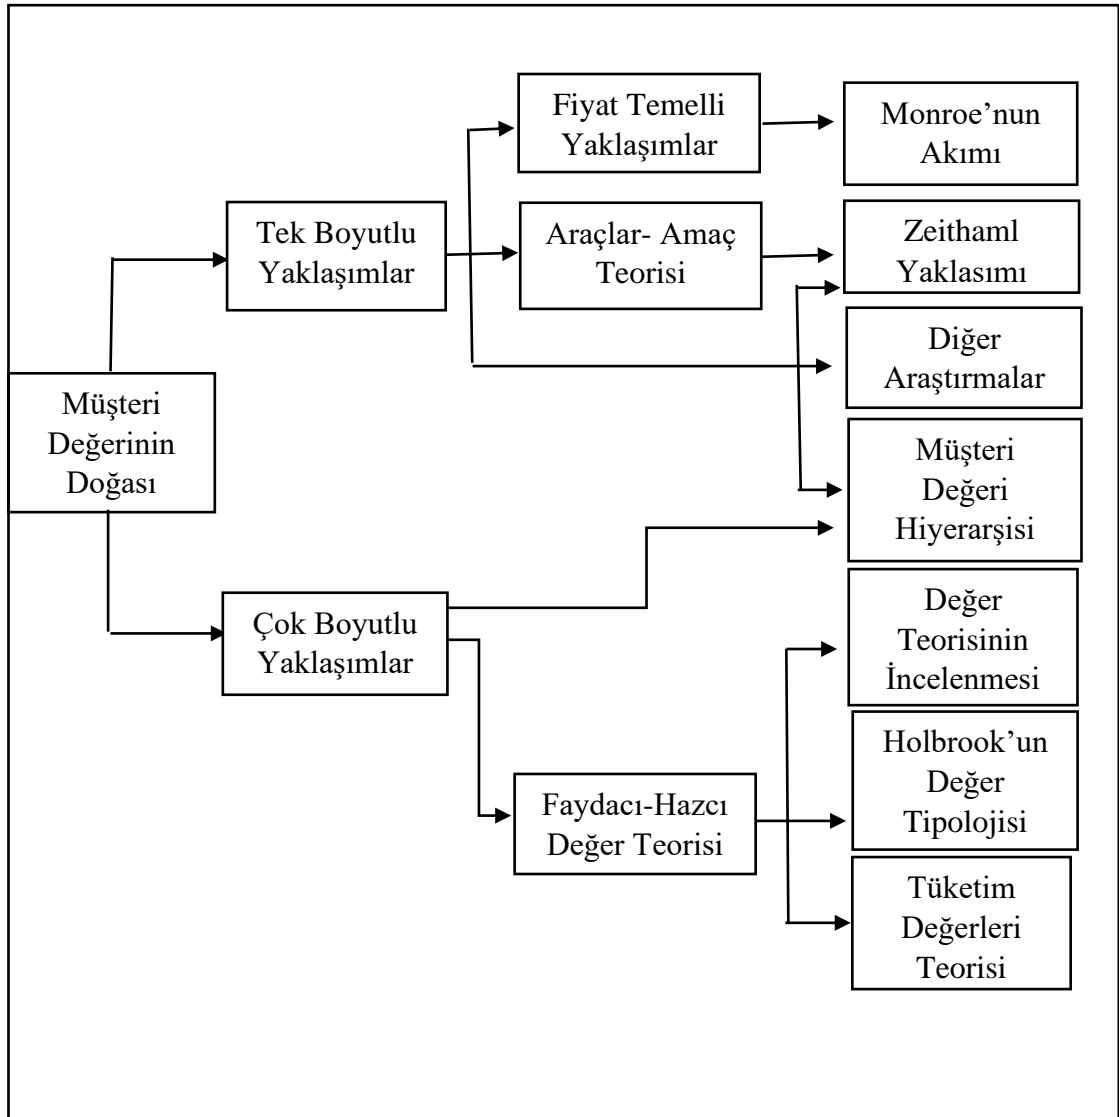 Fiyat Temelli
Yaklaşımlar
Monroe’nun
Akımı
Tek Boyutlu
Yaklaşımlar
Araçlar- Amaç
Teorisi
Zeithaml
Yaklasımı
Diğer
Araştırmalar
Müşteri
Değerinin
Doğası
Müşteri
Değeri
Hiyerarşisi
Çok Boyutlu
Yaklaşımlar
Değer
Teorisinin
İncelenmesi
Faydacı-Hazcı
Değer Teorisi
Holbrook’un
Değer
Tipolojisi
Tüketim
Değerleri
Teorisi